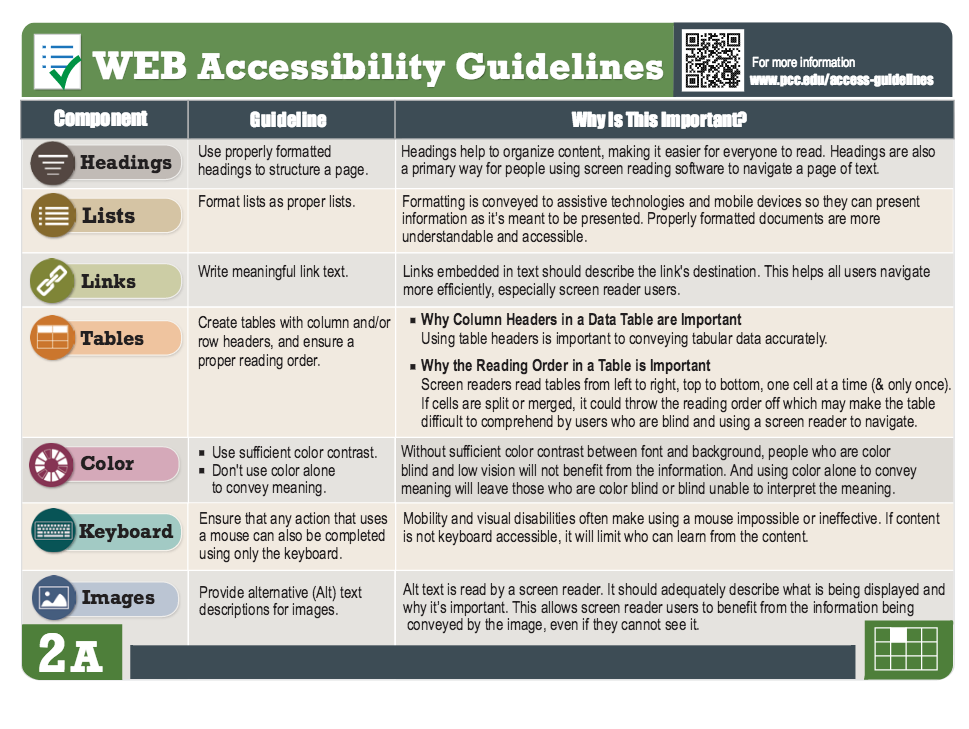 WEB Accessibility Guidelines
For more information
www.pcc.edu/access-guidelines
Component
Guideline
Why Is This Important?
Headings
Use properly formatted
headings to structure a page.
Headings help to organize content, making it easier for everyone to read. Headings are also
a primary way for people using screen reading software to navigate a page of text.
Lists
Format lists as proper lists.
Formatting is conveyed to assistive technologies and mobile devices so they can present
information as it's meant to be presented. Properly formatted documents are more
understandable and accessible.
Links
Write meaningful link text.
Links embedded in text should describe the link's destination. This helps all users navigate
more efficiently, especially screen reader users.
Tables
Create tables with column and/or
row headers, and ensure a
proper reading order.
▪ Why Column Headers in a Data Table are Important
Using table headers is important to conveying tabular data accurately.
▪ Why the Reading Order in a Table is Important
Screen readers read tables from left to right, top to bottom, one cell at a time (& only once).
If cells are split or merged, it could throw the reading order off which may make the table
difficult to comprehend by users who are blind and using a screen reader to navigate.
Color
▪ Use sufficient color contrast.
▪ Don't use color alone
to convey meaning.
Without sufficient color contrast between font and background, people who are color
blind and low vision will not benefit from the information. And using color alone to convey
meaning will leave those who are color blind or blind unable to interpret the meaning.
Keyboard
Ensure that any action that uses
a mouse can also be completed
using only the keyboard.
Mobility and visual disabilities often make using a mouse impossible or ineffective. If content
is not keyboard accessible, it will limit who can learn from the content.
Images
Provide alternative (Alt) text
descriptions for images.
Alt text is read by a screen reader. It should adequately describe what is being displayed and
why it's important. This allows screen reader users to benefit from the information being
conveyed by the image, even if they cannot see it.
2A